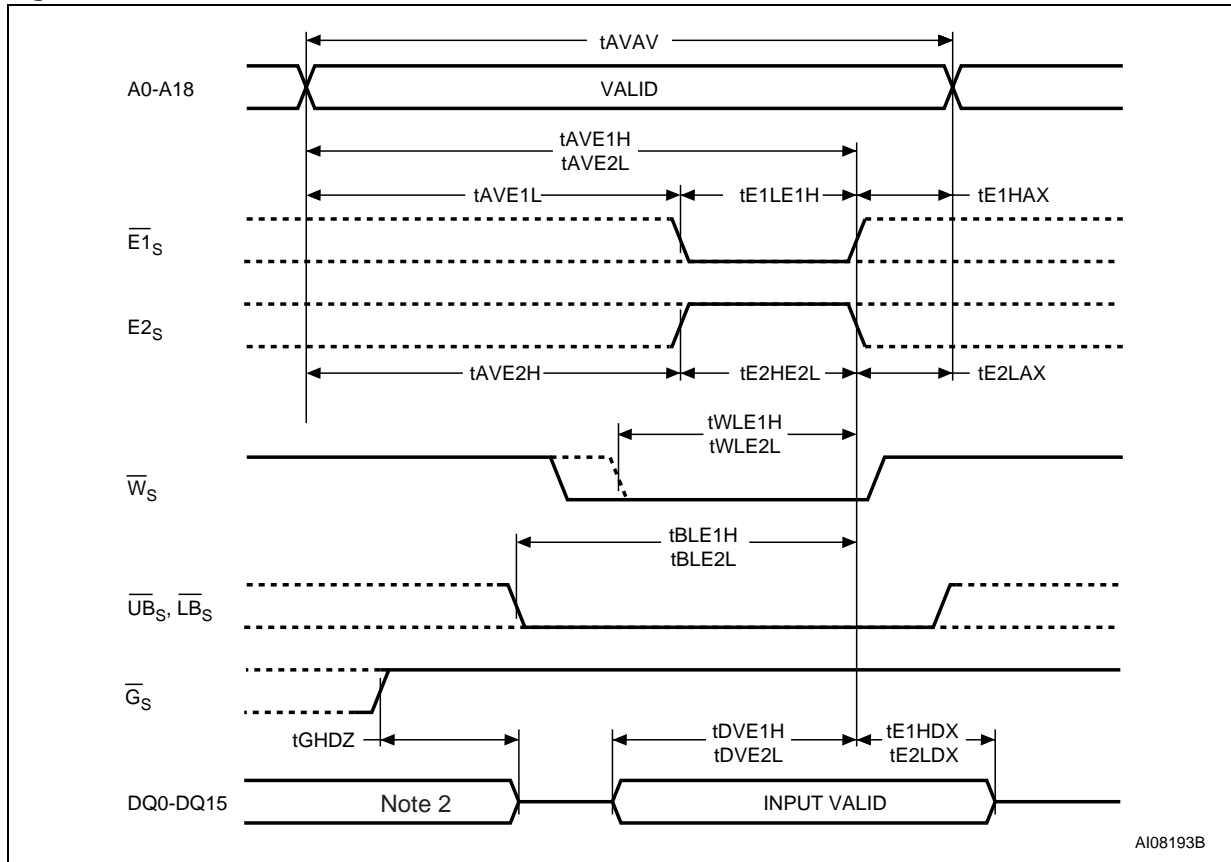 tAVAV
A0-A18 VALID
tAVE1H
tAVE2L
tAVE1L tE1LE1H tE1HAX
E1S
E2S
tAVE2H tE2HE2L tE2LAX
tWLE1H
tWLE2L
WS
tBLE1H
tBLE2L
UBS, LBS
GS
tGHDZ tDVE1H tE1HDX
tDVE2L tE2LDX
DQ0-DQ15 Note 2 INPUT VALID
AI08193B